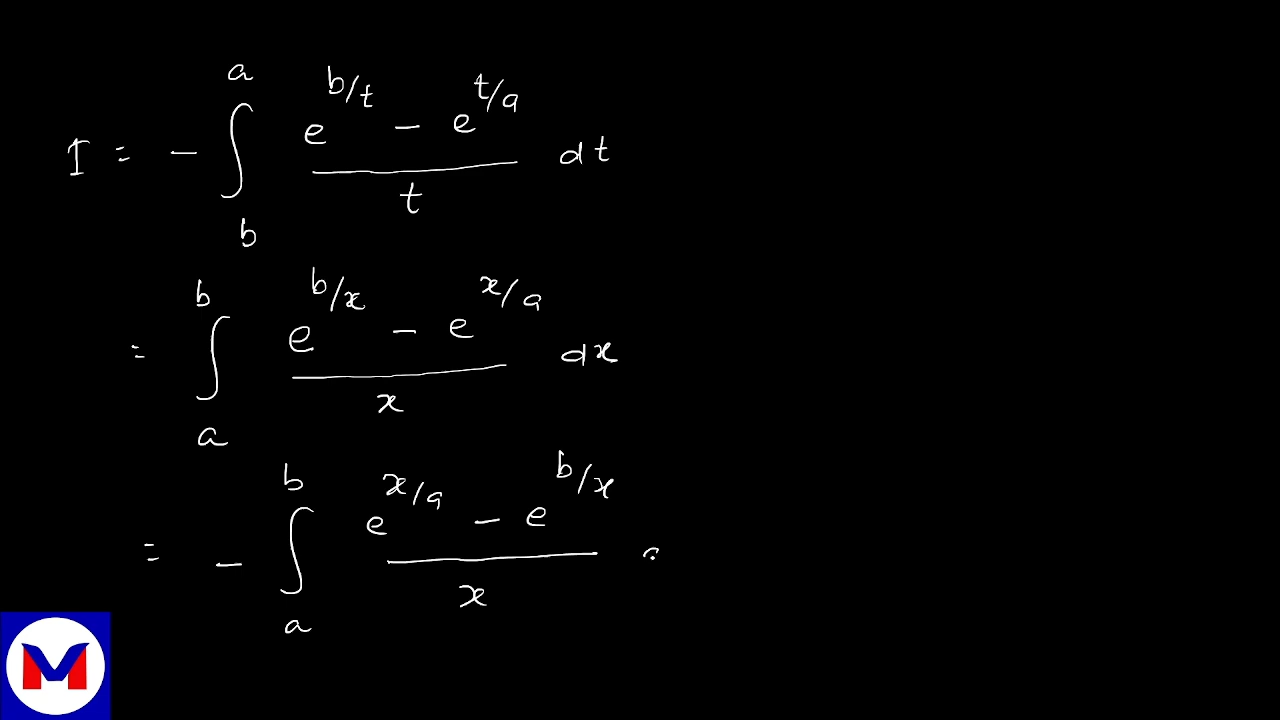 I = - ∫_b^a (e^{b/t} - e^{t/a})/t dt
= ∫_a^b (e^{b/x} - e^{x/a})/x dx
= - ∫_a^b (e^{x/a} - e^{b/x})/x